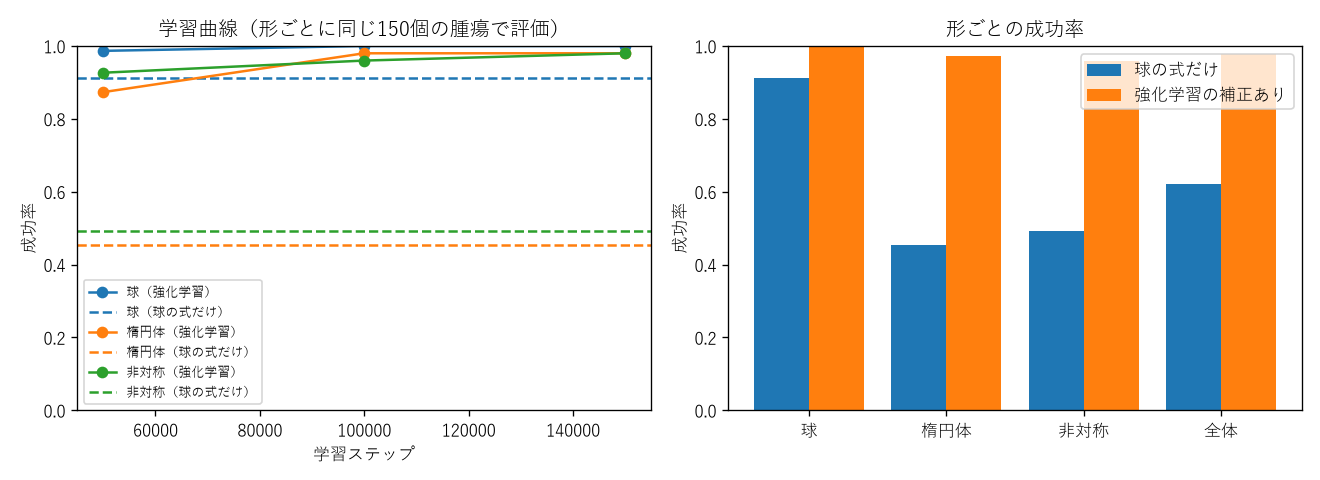 学習曲線（形ごとに同じ150個の腫瘍で評価）
1.0
0.8
0.6
0.4
0.2
0.0
成功率
球（強化学習）
球（球の式だけ）
楕円体（強化学習）
楕円体（球の式だけ）
非対称（強化学習）
非対称（球の式だけ）
60000 80000 100000 120000 140000
学習ステップ
形ごとの成功率
1.0
0.8
0.6
0.4
0.2
0.0
成功率
球の式だけ
強化学習の補正あり
球 楕円体 非対称 全体